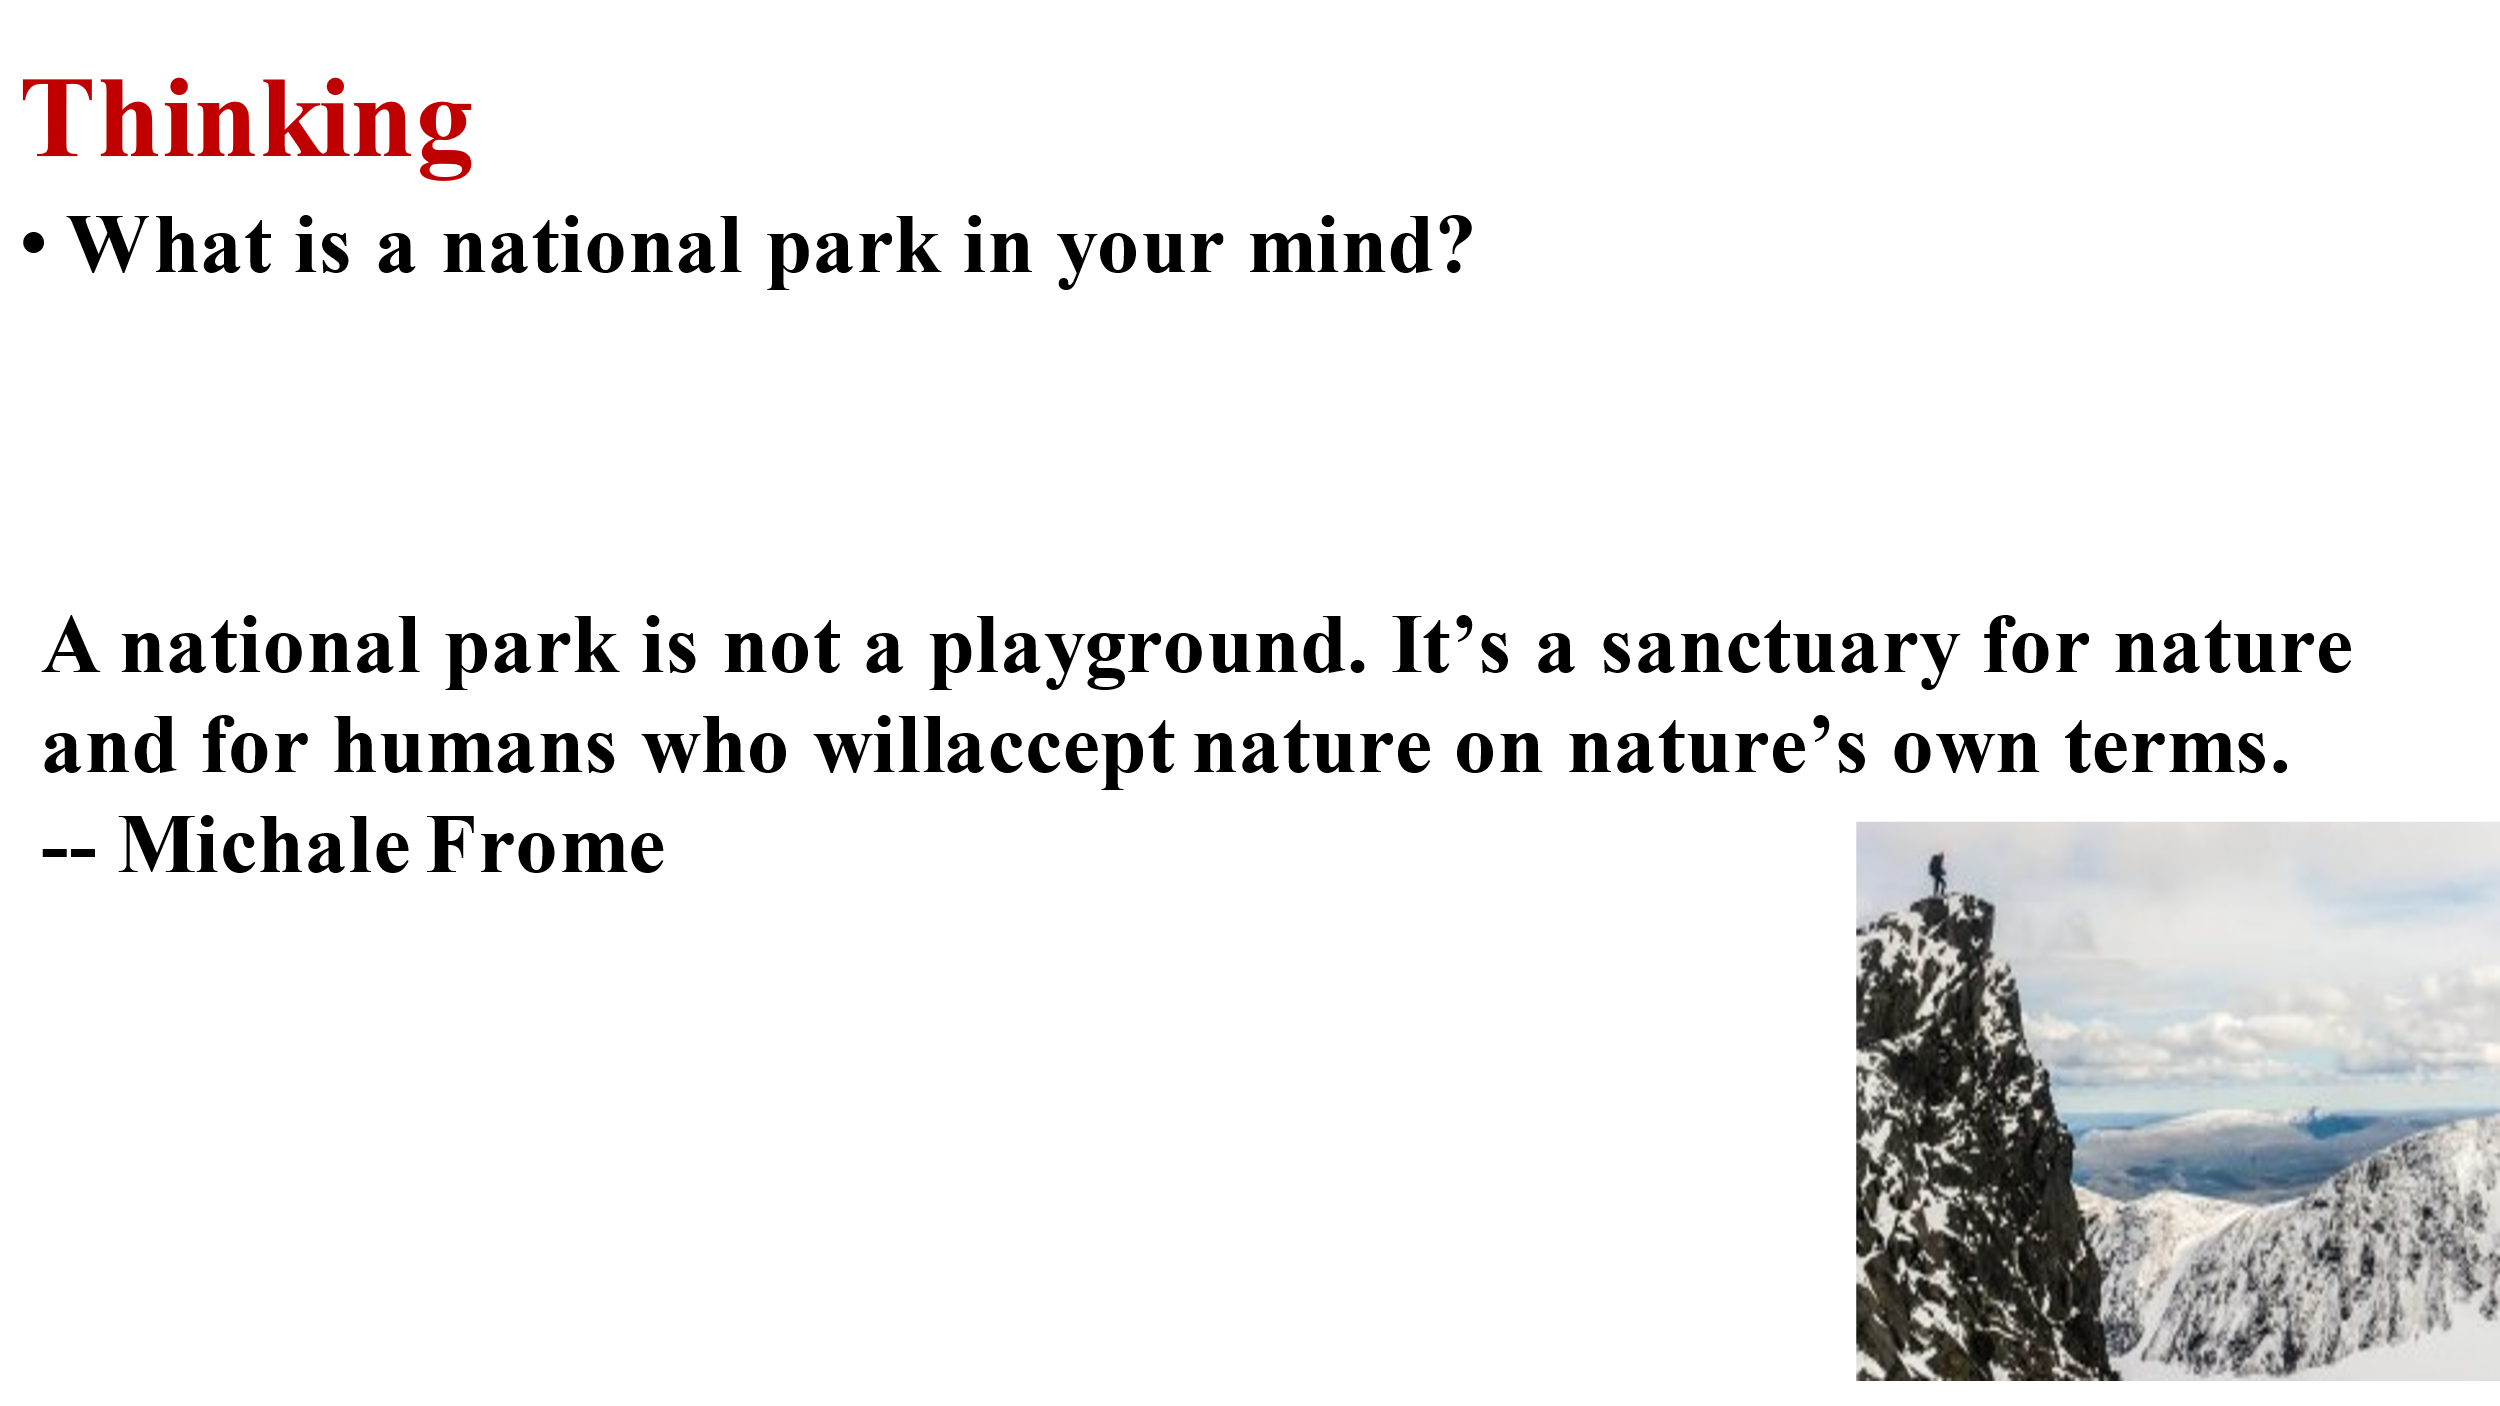 Thinking
• What is a national park in your mind?
A national park is not a playground. It’s a sanctuary for nature
and for humans who willaccept nature on nature’s own terms.
-- Michale Frome